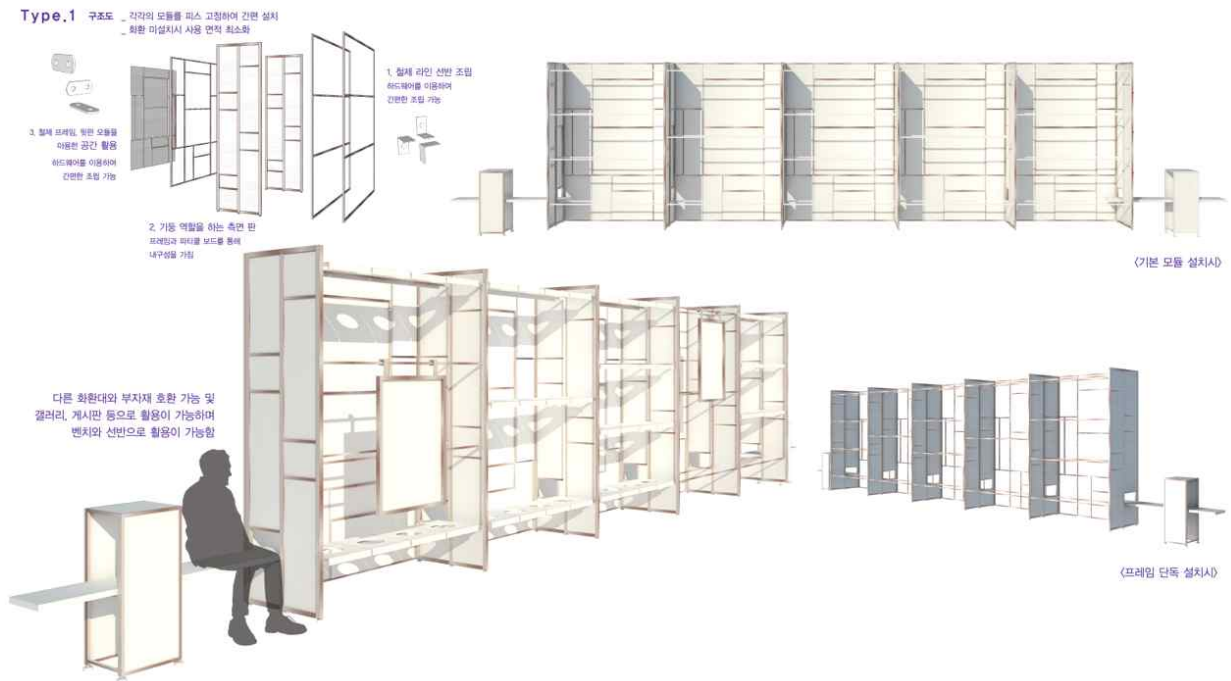 Type.1 구조도 _ 각각의 모듈를 피스 고정하여 간편 설치
_ 화환 미설치시 사용 면적 최소화
1. 철제 라인 선반 조립
하드웨어를 이용하여
간편한 조립 가능
3. 철제 프레임, 뒷판 모듈을
이용한 공간 활용
하드웨어를 이용하여
간편한 조립 가능
2. 기둥 역할을 하는 측면 판
프레임과 파티클 보드를 통해
내구성을 가짐
<기본 모듈 설치시>
다른 화환대와 부자재 호환 가능 및
갤러리, 게시판 등으로 활용이 가능하며
벤치와 선반으로 활용이 가능함
<프레임 단독 설치시>